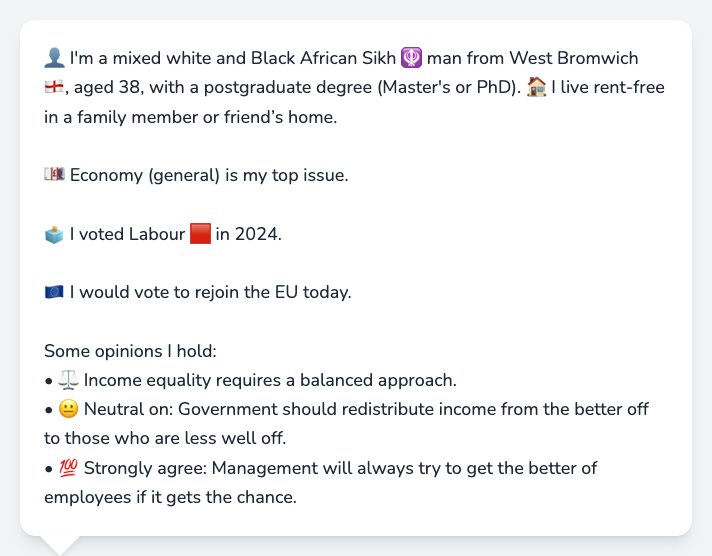 👤 I'm a mixed white and Black African Sikh 🪯 man from West Bromwich
🏴󠁧󠁢󠁥󠁮󠁧󠁿, aged 38, with a postgraduate degree (Master's or PhD). 🏠 I live rent-free
in a family member or friend’s home.
💷 Economy (general) is my top issue.
🗳️ I voted Labour 🟥 in 2024.
🇪🇺 I would vote to rejoin the EU today.
Some opinions I hold:
• ⚖️ Income equality requires a balanced approach.
• 😐 Neutral on: Government should redistribute income from the better off
to those who are less well off.
• 💯 Strongly agree: Management will always try to get the better of
employees if it gets the chance.